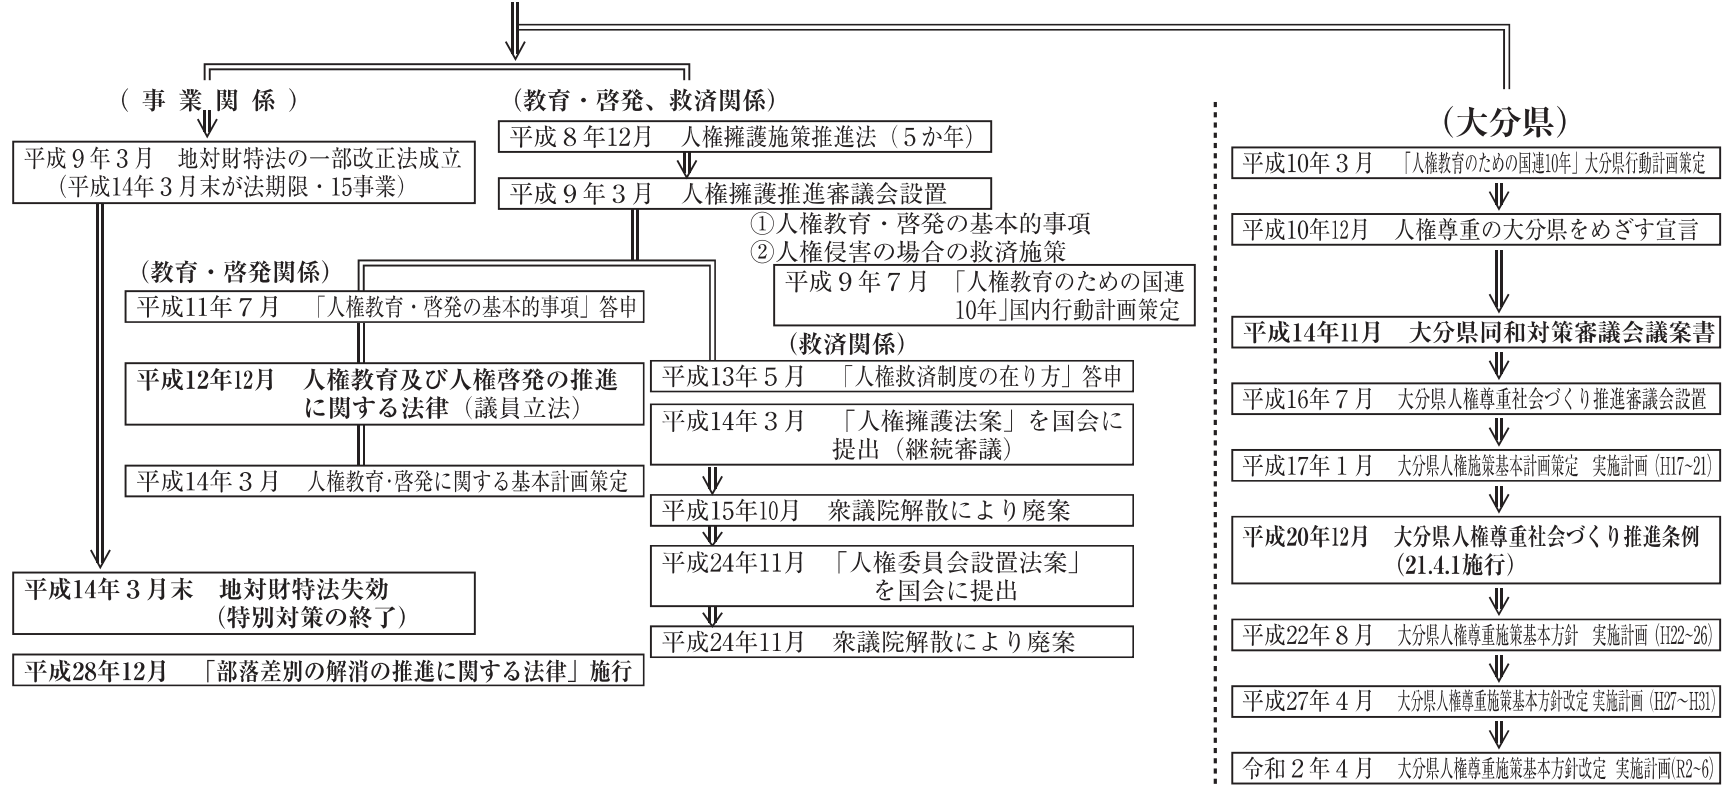 （事業関係）
平成９年３月　地対財特法の一部改正法成立
（平成14年３月末が法期限・15事業）
（教育・啓発、救済関係）
平成８年12月　人権擁護施策推進法（５か年）
平成９年３月　人権擁護推進審議会設置
①人権教育・啓発の基本的事項
②人権侵害の場合の救済施策
平成９年７月　「人権教育のための国連
10年」国内行動計画策定
（教育・啓発関係）
平成11年７月　「人権教育・啓発の基本的事項」答申
平成12年12月　人権教育及び人権啓発の推進
に関する法律（議員立法）
平成14年３月　人権教育・啓発に関する基本計画策定
（救済関係）
平成13年５月　「人権救済制度の在り方」答申
平成14年３月　「人権擁護法案」を国会に
提出（継続審議）
平成15年10月　衆議院解散により廃案
平成24年11月　「人権委員会設置法案」
を国会に提出
平成24年11月　衆議院解散により廃案
平成14年３月末　地対財特法失効
（特別対策の終了）
平成28年12月　「部落差別の解消の推進に関する法律」施行
（大分県）
平成10年３月　「人権教育のための国連10年」大分県行動計画策定
平成10年12月　人権尊重の大分県をめざす宣言
平成14年11月　大分県同和対策審議会議案書
平成16年７月　大分県人権尊重社会づくり推進審議会設置
平成17年１月　大分県人権施策基本計画策定　実施計画（H17~21）
平成20年12月　大分県人権尊重社会づくり推進条例
（21.4.1施行）
平成22年８月　大分県人権尊重施策基本方針　実施計画（H22~26）
平成27年４月　大分県人権尊重施策基本方針改定 実施計画（H27～H31）
令和２年４月　大分県人権尊重施策基本方針改定　実施計画(R2~6)